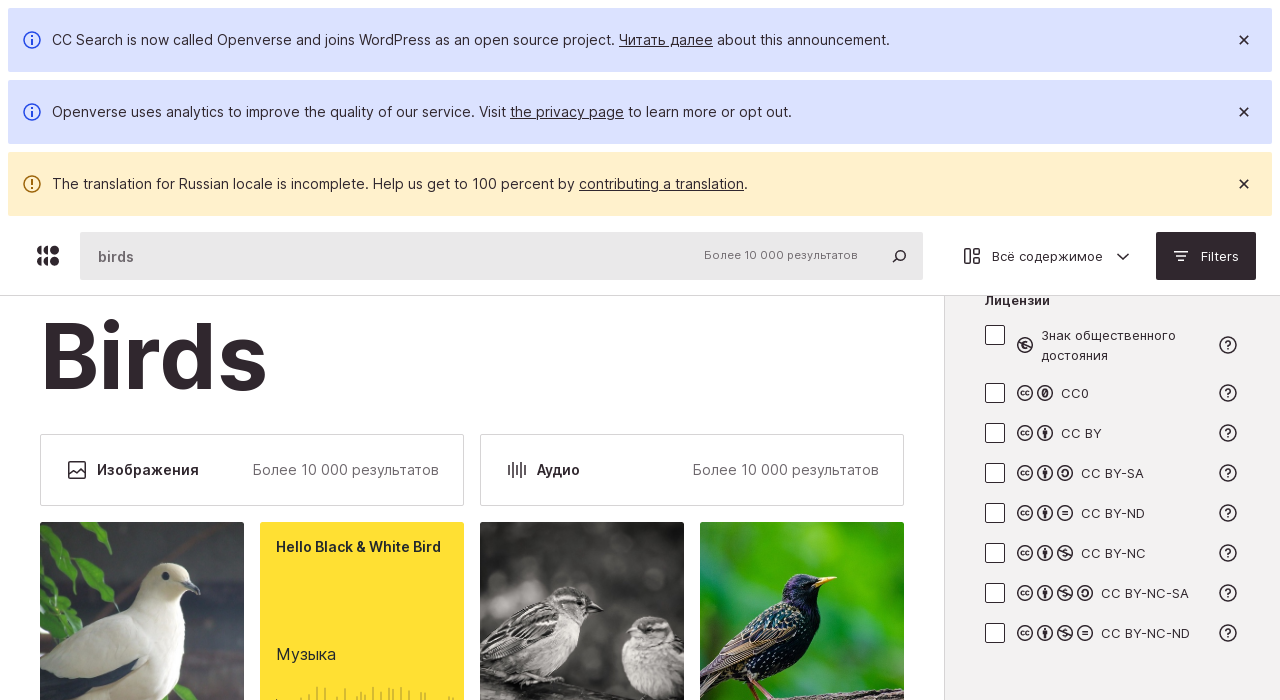 CC Search is now called Openverse and joins WordPress as an open source project. Читать далее about this announcement.
Openverse uses analytics to improve the quality of our service. Visit the privacy page to learn more or opt out.
The translation for Russian locale is incomplete. Help us get to 100 percent by contributing a translation.
birds
Более 10 000 результатов
Всё содержимое
Filters
Birds
Изображения
Более 10 000 результатов
Аудио
Более 10 000 результатов
Hello Black & White Bird
Музыка
Лицензии
Знак общественного
достояния
CC0
CC BY
CC BY-SA
CC BY-ND
CC BY-NC
CC BY-NC-SA
CC BY-NC-ND